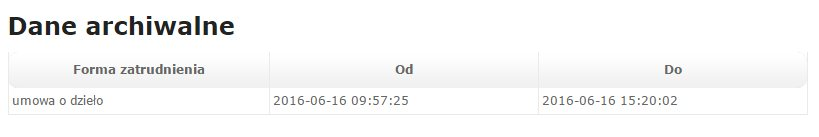 Dane archiwalne
Forma zatrudnienia Od Do
umowa o dzieło 2016-06-16 09:57:25 2016-06-16 15:20:02